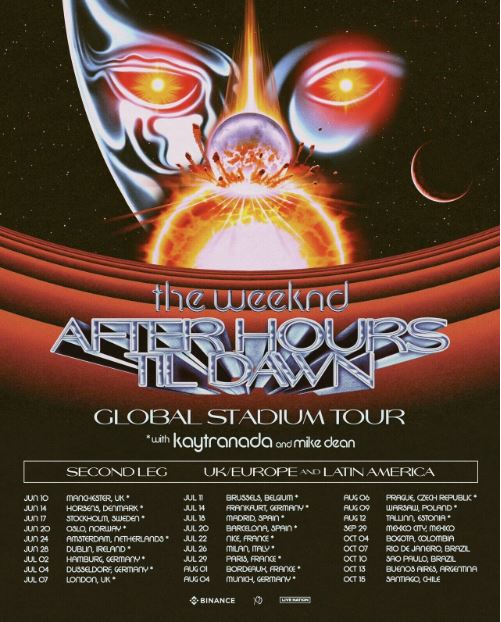 the weeknd
AFTER HOURS
TIL DAWN
GLOBAL STADIUM TOUR
*with kaytranada and mike dean
SECOND LEG UK/EUROPE AND LATIN AMERICA
JUN 10 MANCHESTER, UK *
JUN 14 HORSENS, DENMARK *
JUN 17 STOCKHOLM, SWEDEN *
JUN 20 OSLO, NORWAY *
JUN 24 AMSTERDAM, NETHERLANDS *
JUN 28 DUBLIN, IRELAND *
JUL 02 HAMBURG, GERMANY *
JUL 04 DUSSELDORF, GERMANY *
JUL 07 LONDON, UK *
JUL 11 BRUSSELS, BELGIUM *
JUL 14 FRANKFURT, GERMANY *
JUL 18 MADRID, SPAIN *
JUL 20 BARCELONA, SPAIN *
JUL 22 NICE, FRANCE *
JUL 26 MILAN, ITALY *
JUL 29 PARIS, FRANCE *
AUG 01 BORDEAUX, FRANCE *
AUG 04 MUNICH, GERMANY *
AUG 06 PRAGUE, CZECH REPUBLIC *
AUG 09 WARSAW, POLAND *
AUG 12 TALLINN, ESTONIA *
SEP 29 MEXICO CITY, MEXICO
OCT 04 BOGOTA, COLOMBIA
OCT 07 RIO DE JANEIRO, BRAZIL
OCT 10 SAO PAULO, BRAZIL
OCT 13 BUENOS AIRES, ARGENTINA
OCT 15 SANTIAGO, CHILE
BINANCE
LIVE NATION